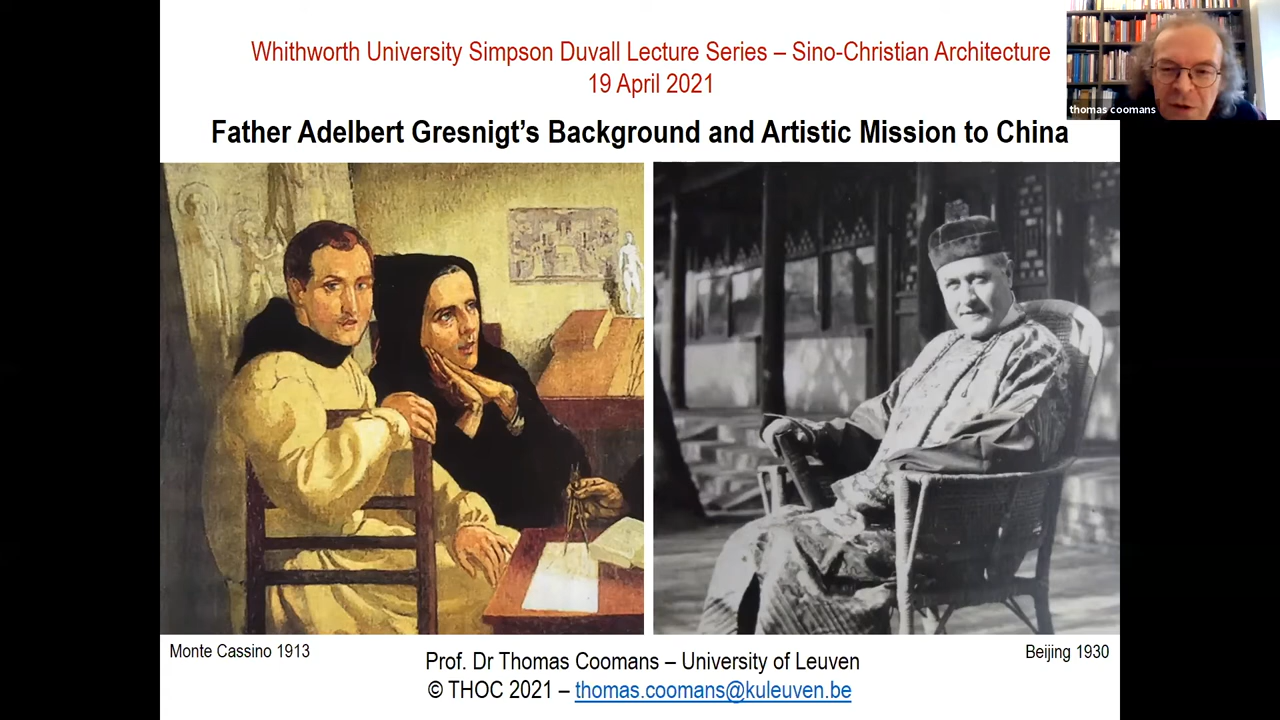 Whithworth University Simpson Duvall Lecture Series – Sino-Christian Architecture
19 April 2021
thomas coomans
Father Adelbert Gresnigt's Background and Artistic Mission to China
Monte Cassino 1913
Beijing 1930
Prof. Dr Thomas Coomans – University of Leuven
© THOC 2021 – thomas.coomans@kuleuven.be